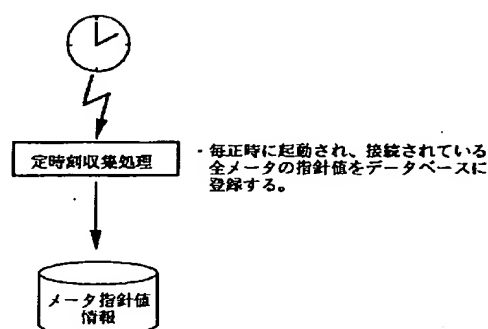 定時刻収集処理
・毎正時に起動され、接続されている
全メータの指針値をデータベースに
登録する。
メータ指針値
情報